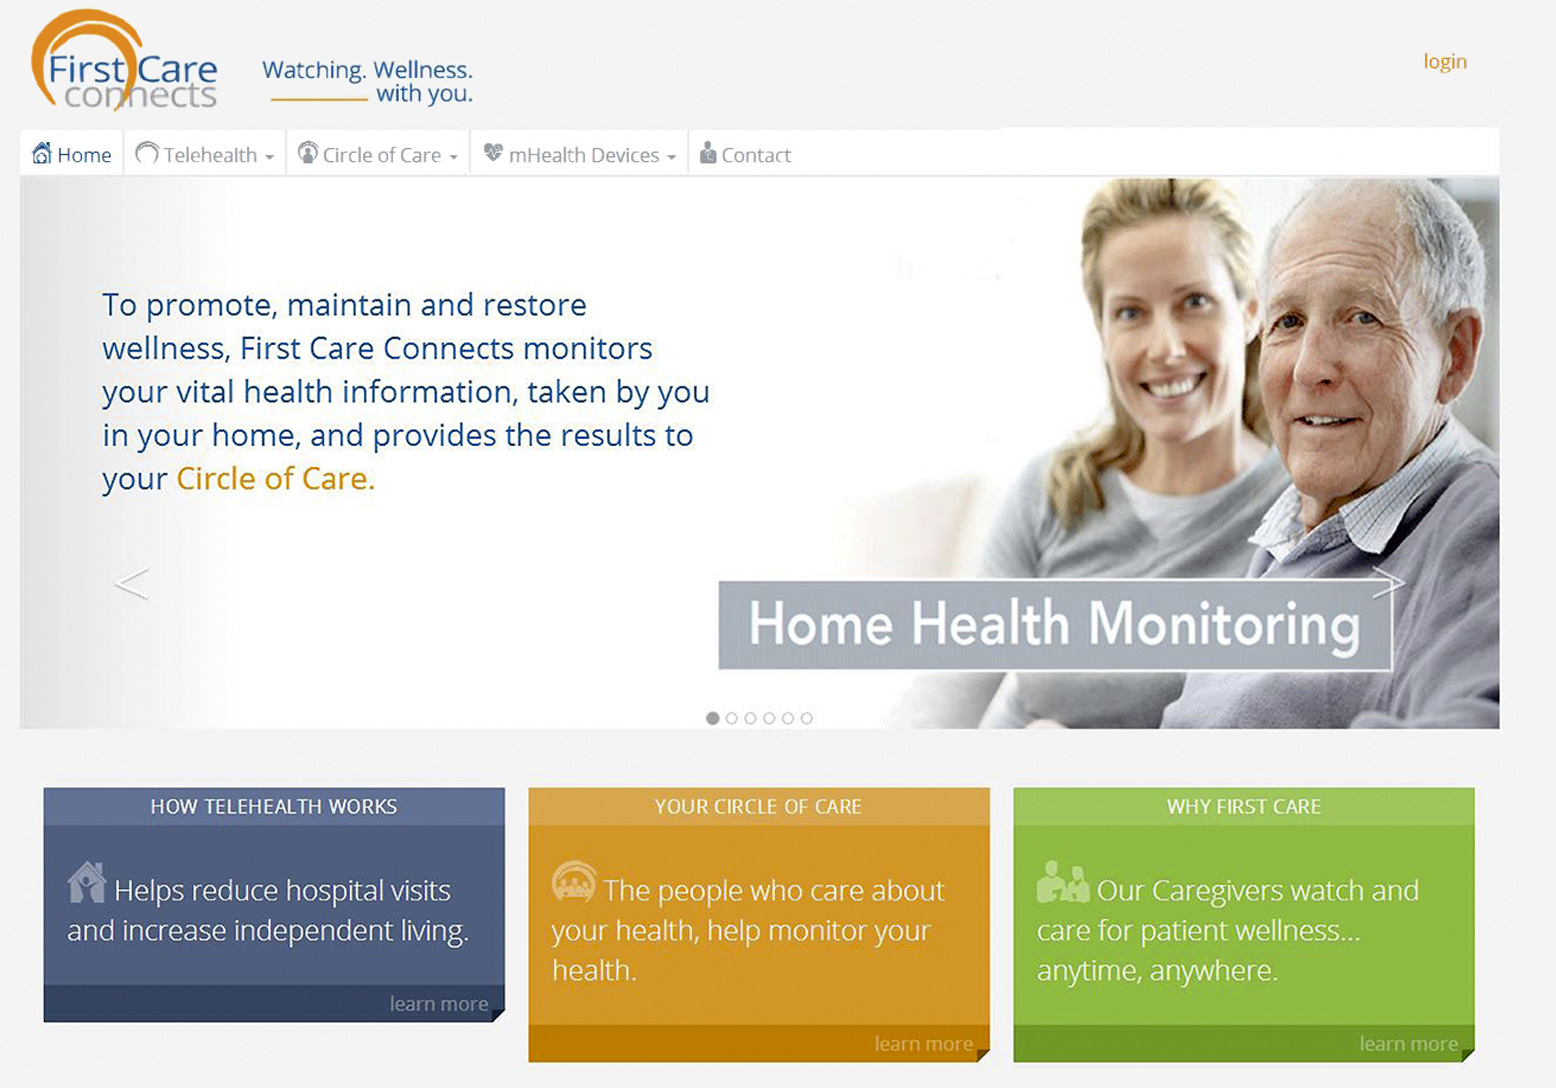 First Care
connects
Watching. Wellness.
with you.
login
Home
Telehealth
Circle of Care
mHealth Devices
Contact
To promote, maintain and restore
wellness, First Care Connects monitors
your vital health information, taken by you
in your home, and provides the results to
your Circle of Care.
Home Health Monitoring
HOW TELEHEALTH WORKS
Helps reduce hospital visits
and increase independent living.
learn more
YOUR CIRCLE OF CARE
The people who care about
your health, help monitor your
health.
learn more
WHY FIRST CARE
Our Caregivers watch and
care for patient wellness...
anytime, anywhere.
learn more